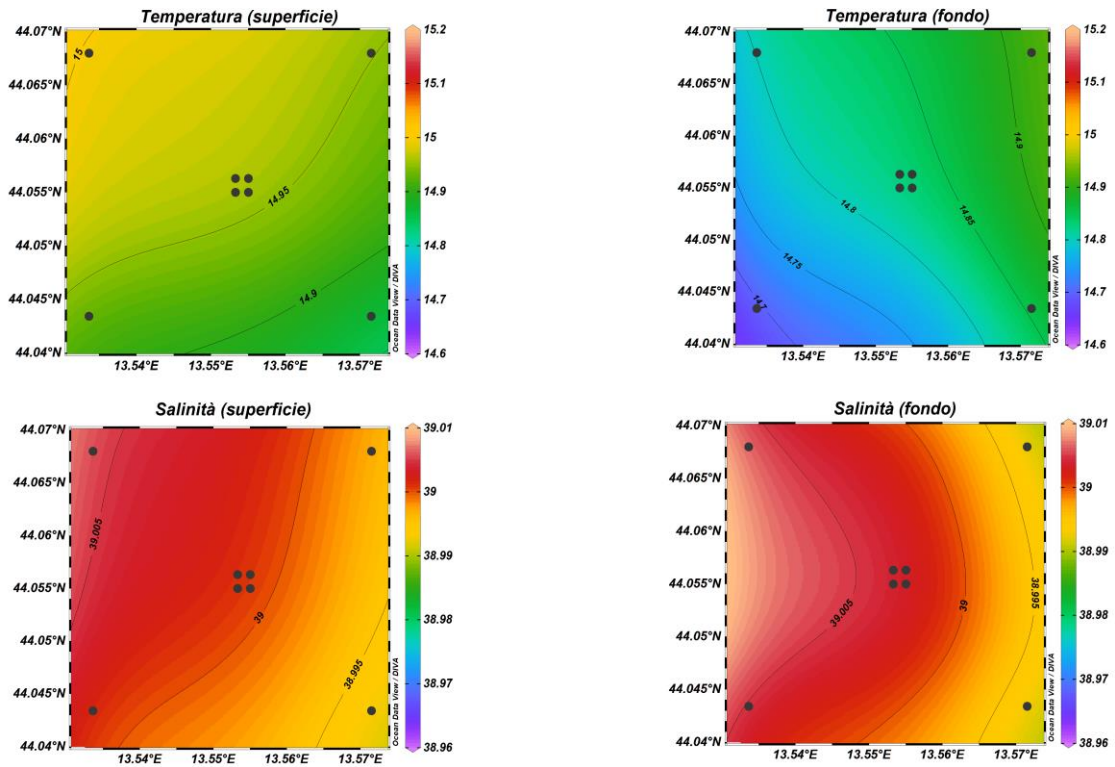 Temperatura (superficie)
44.07°N
44.065°N
44.06°N
44.055°N
44.05°N
44.045°N
44.04°N
15
14.95
14.9
13.54°E
13.55°E
13.56°E
13.57°E
Ocean Data View / DIVA
15.2
15.1
15
14.9
14.8
14.7
14.6
Temperatura (fondo)
44.07°N
44.065°N
44.06°N
44.055°N
44.05°N
44.045°N
44.04°N
14.9
14.85
14.8
14.75
14.7
13.54°E
13.55°E
13.56°E
13.57°E
Ocean Data View / DIVA
15.2
15.1
15
14.9
14.8
14.7
14.6
Salinità (superficie)
44.07°N
44.065°N
44.06°N
44.055°N
44.05°N
44.045°N
44.04°N
39.005
39
38.995
13.54°E
13.55°E
13.56°E
13.57°E
Ocean Data View / DIVA
39.01
39
38.99
38.98
38.97
38.96
Salinità (fondo)
44.07°N
44.065°N
44.06°N
44.055°N
44.05°N
44.045°N
44.04°N
39.005
39
38.995
13.54°E
13.55°E
13.56°E
13.57°E
Ocean Data View / DIVA
39.01
39
38.99
38.98
38.97
38.96